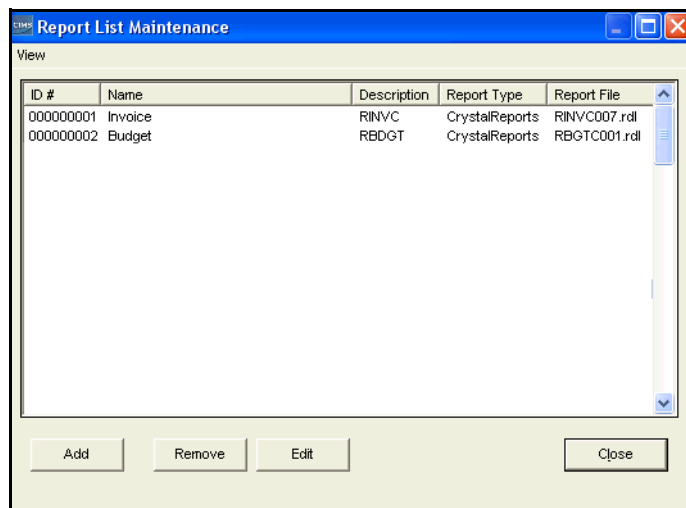 CIMS Report List Maintenance
View
ID # Name Description Report Type Report File
000000001 Invoice RINVC CrystalReports RINVC007.rdl
000000002 Budget RBDGT CrystalReports RBGTC001.rdl
Add Remove Edit Close